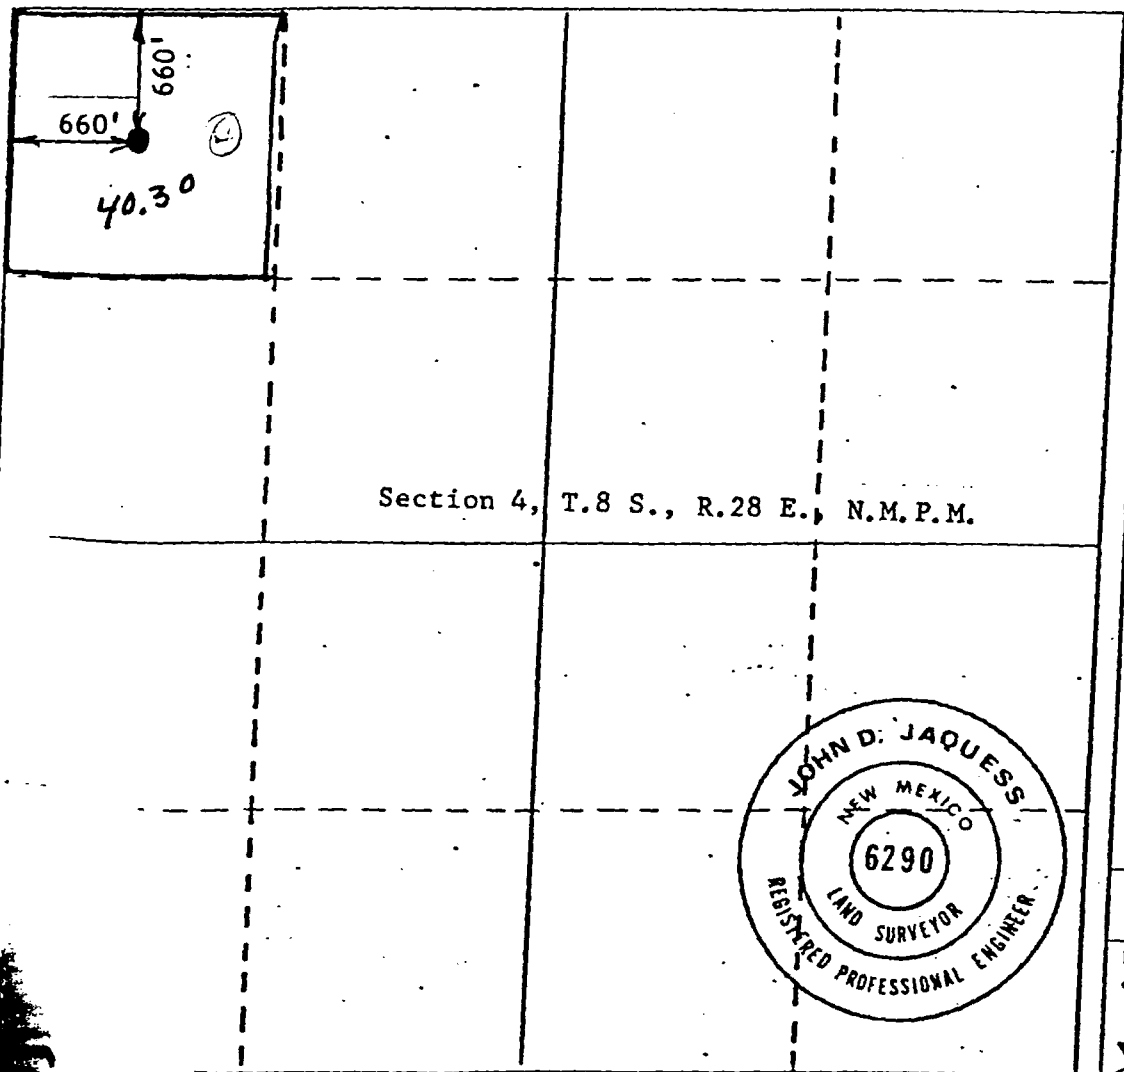 660'
660'
40.30
Section 4, T.8 S., R.28 E., N.M.P.M.
JOHN D. JAQUESS
NEW MEXICO
6290
LAND SURVEYOR
REGISTERED PROFESSIONAL ENGINEER